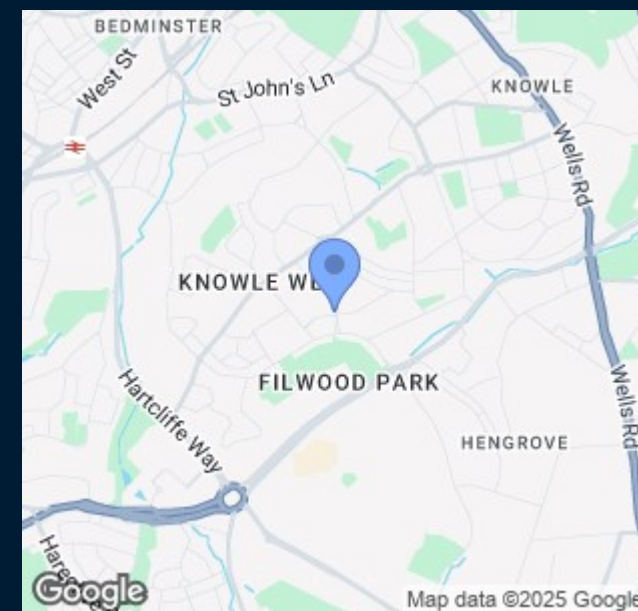 BEDMINSTER
West St
St John's Ln
KNOWLE
Wells Rd
KNOWLE WE
FILWOOD PARK
Hartcliffe Way
Wells Rd
HENGROVE
Google
Map data ©2025 Google